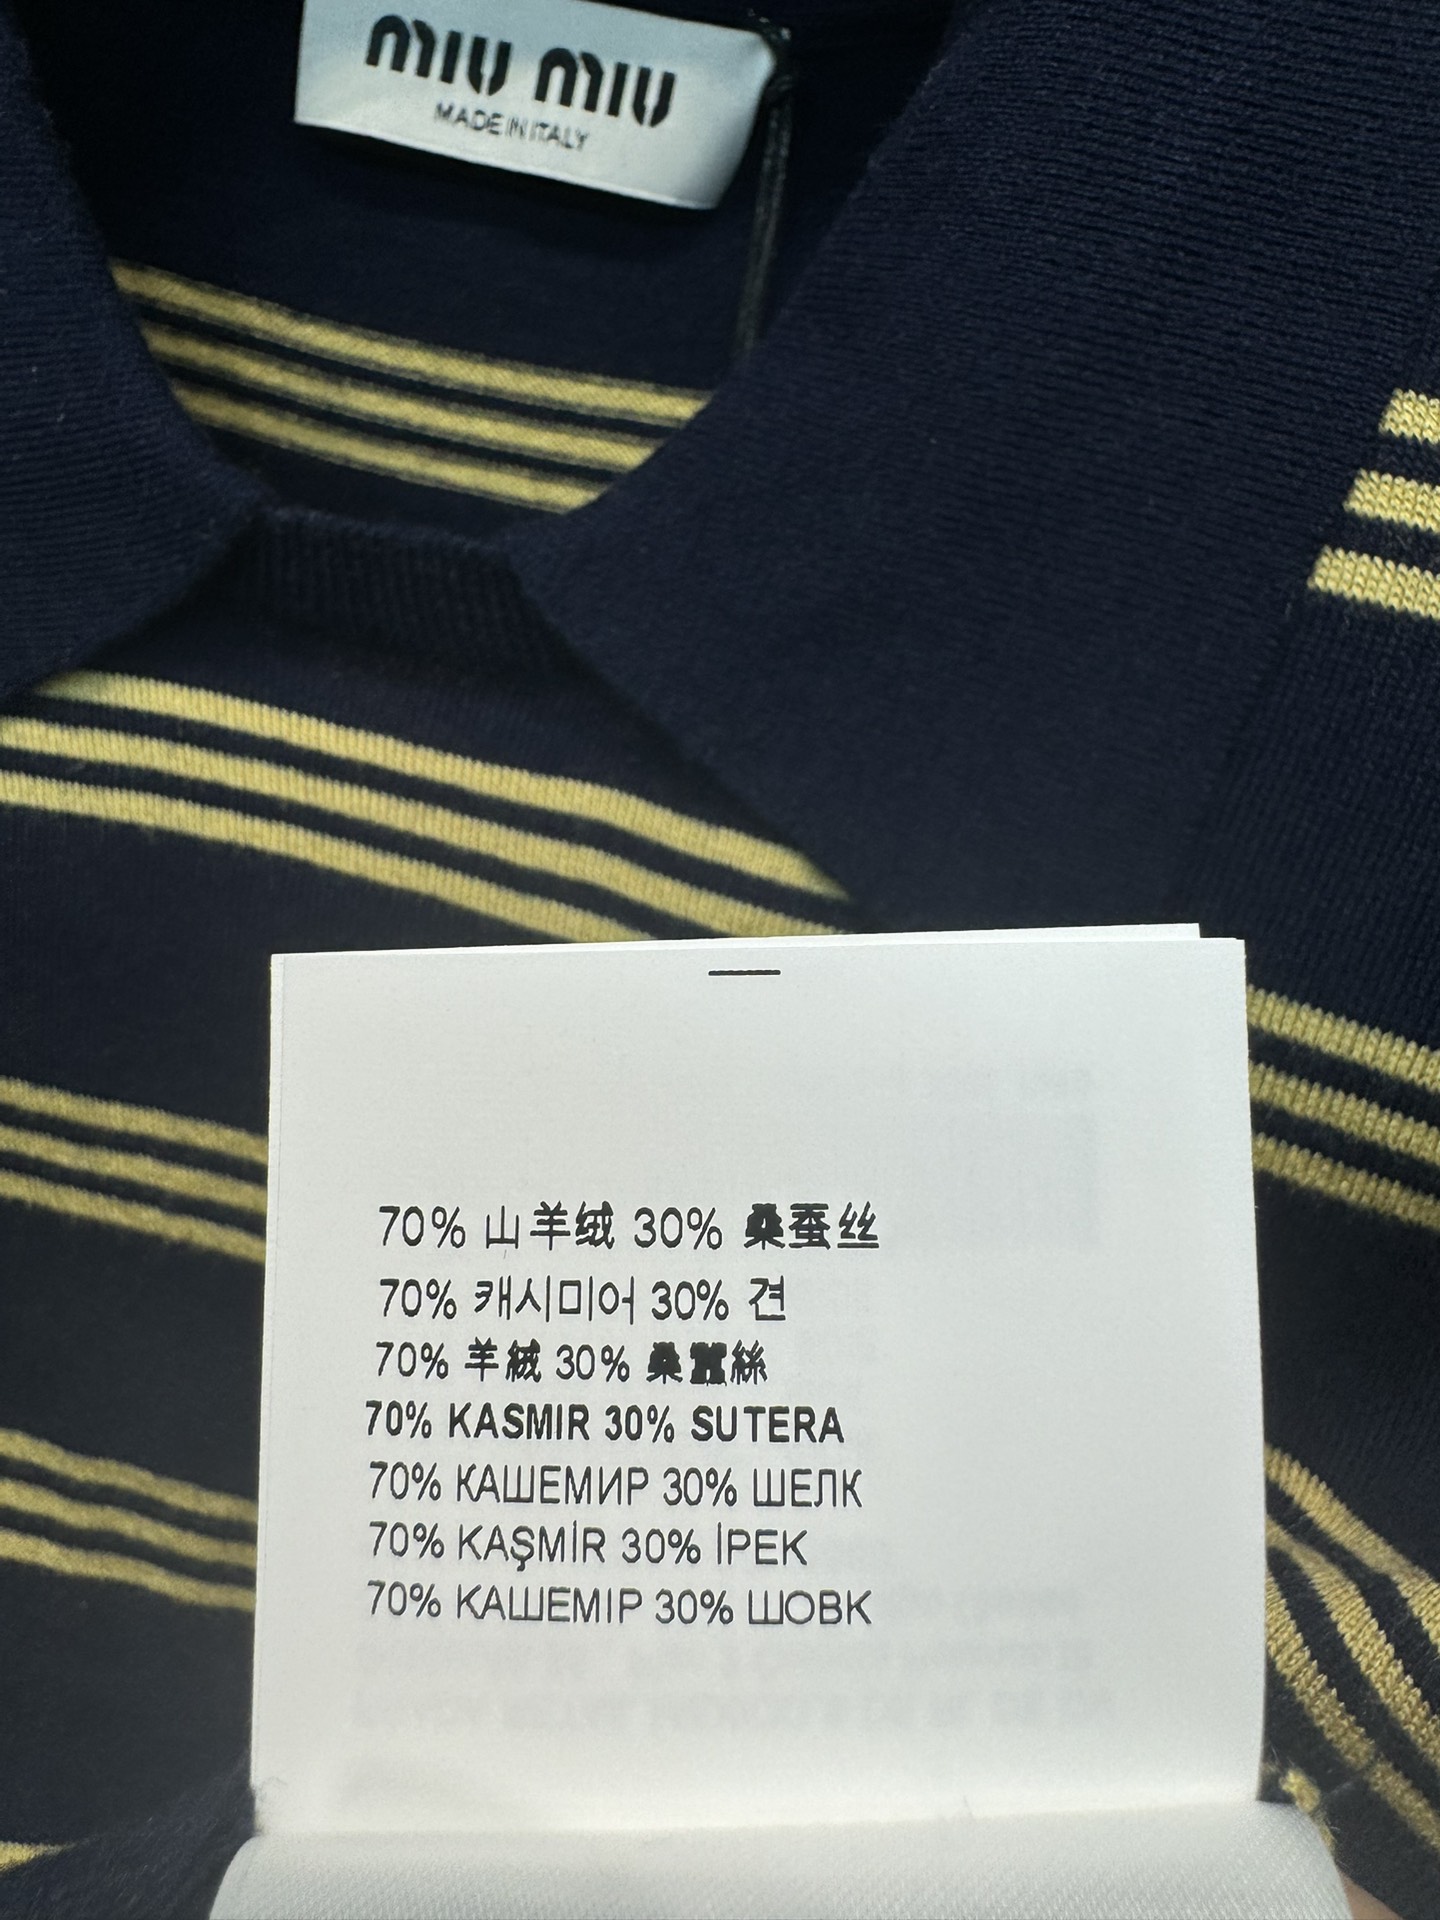 MIU MIU
MADE IN ITALY
70% 山羊绒 30% 桑蚕丝
70% 캐시미어 30% 견
70% 羊絨 30% 桑蠶絲
70% KASMIR 30% SUTERA
70% КАШЕМИР 30% ШЕЛК
70% KAŞMİR 30% İPEK
70% КАШЕМІР 30% ШОВК